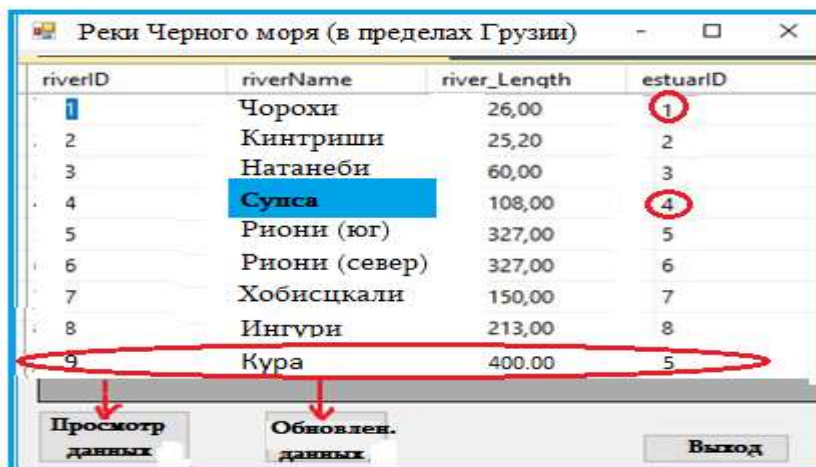 Реки Черного моря (в пределах Грузии)
riverID riverName river_Length estuarID
1 Чорохи 26,00 1
2 Кинтриши 25,20 2
3 Натанеби 60,00 3
4 Супса 108,00 4
5 Риони (юг) 327,00 5
6 Риони (север) 327,00 6
7 Хобисцкали 150,00 7
8 Ингури 213,00 8
9 Кура 400.00 5
Просмотр данных
Обновлен. данных
Выход